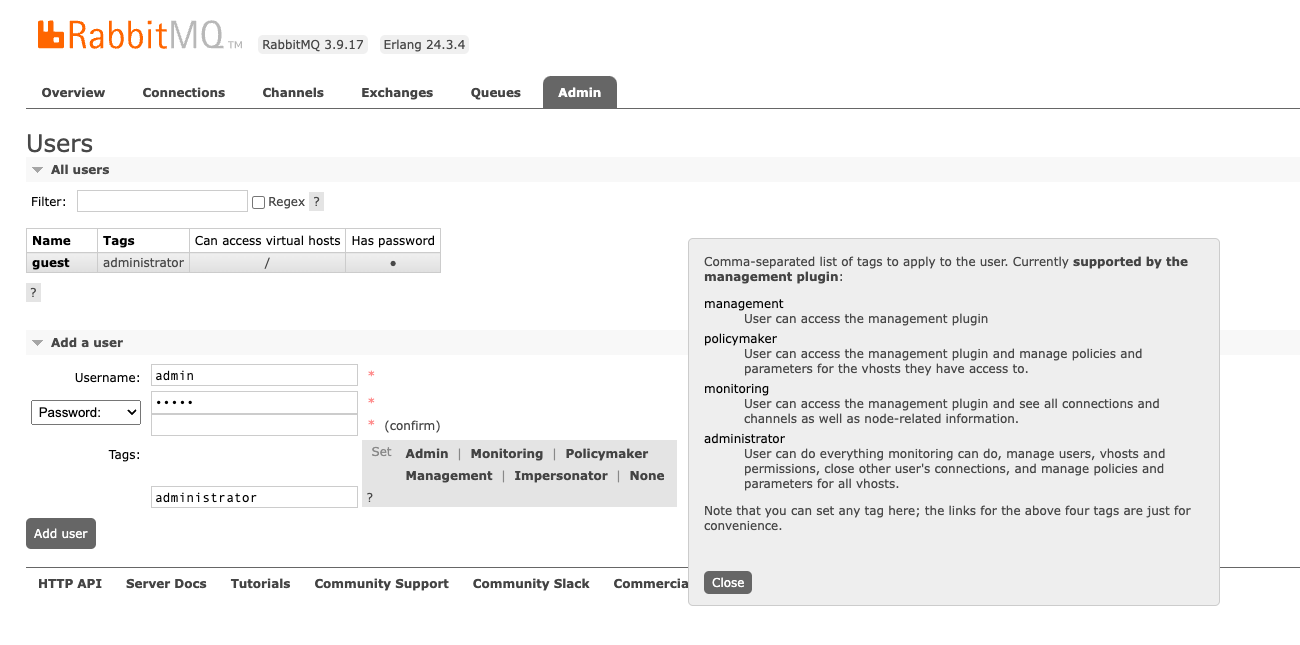 RabbitMQ TM RabbitMQ 3.9.17 Erlang 24.3.4
Overview Connections Channels Exchanges Queues Admin
Users
All users
Filter: Regex ?
Name Tags Can access virtual hosts Has password
guest administrator / ●
?
Add a user
Username: admin *
Password: ••••• *
* (confirm)
Tags:
Set Admin | Monitoring | Policymaker
Management | Impersonator | None
administrator ?
Add user
HTTP API Server Docs Tutorials Community Support Community Slack Commercia
Comma-separated list of tags to apply to the user. Currently supported by the
management plugin:
management
User can access the management plugin
policymaker
User can access the management plugin and manage policies and
parameters for the vhosts they have access to.
monitoring
User can access the management plugin and see all connections and
channels as well as node-related information.
administrator
User can do everything monitoring can do, manage users, vhosts and
permissions, close other user's connections, and manage policies and
parameters for all vhosts.
Note that you can set any tag here; the links for the above four tags are just for
convenience.
Close